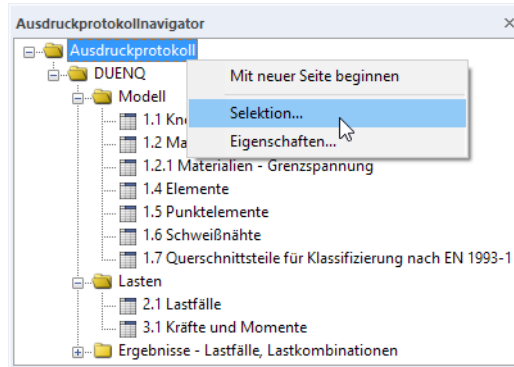 Ausdruckprotokollnavigator
Ausdruckprotokoll
DUENQ
Mit neuer Seite beginnen
Modell
Selektion...
1.1
1.2
Eigenschaften...
1.2.1 Materialien - Grenzspannung
1.4 Elemente
1.5 Punktelemente
1.6 Schweißnähte
1.7 Querschnittsteile für Klassifizierung nach EN 1993-1
Lasten
2.1 Lastfälle
3.1 Kräfte und Momente
Ergebnisse - Lastfälle, Lastkombinationen